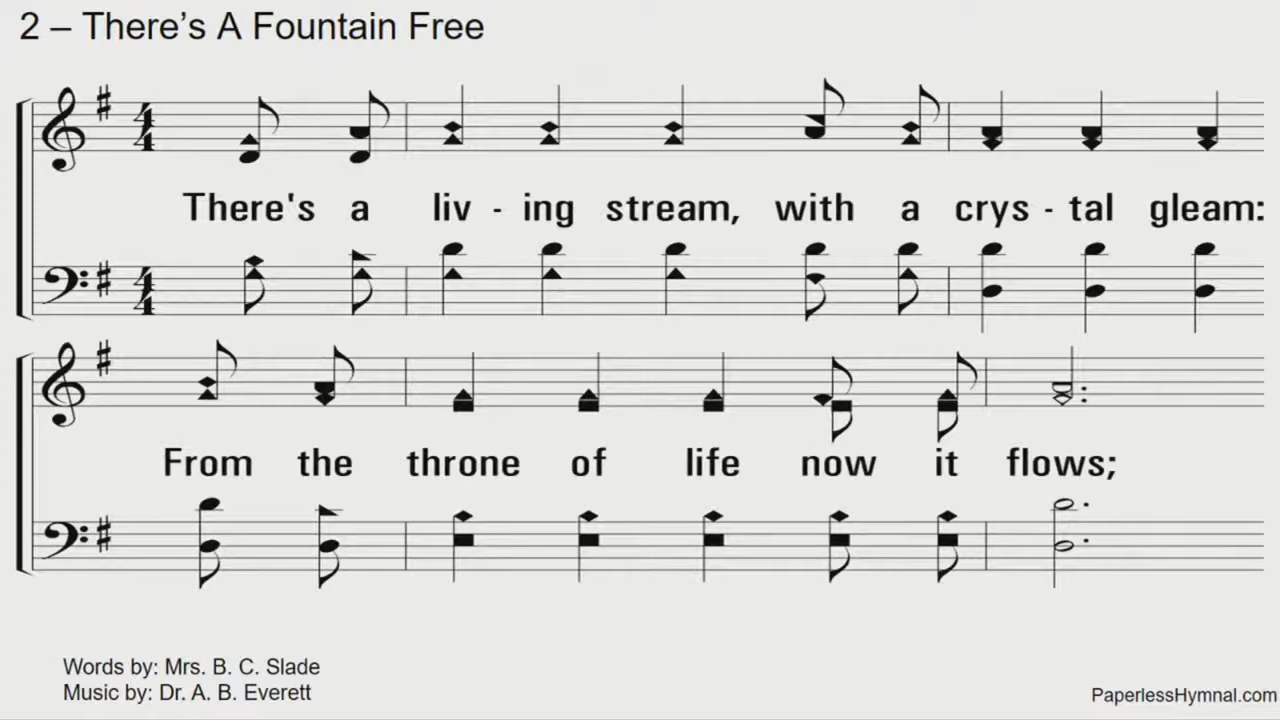 2 – There's A Fountain Free
There's a liv - ing stream, with a crys - tal gleam:
From the throne of life now it flows;
Words by: Mrs. B. C. Slade
Music by: Dr. A. B. Everett
PaperlessHymnal.com